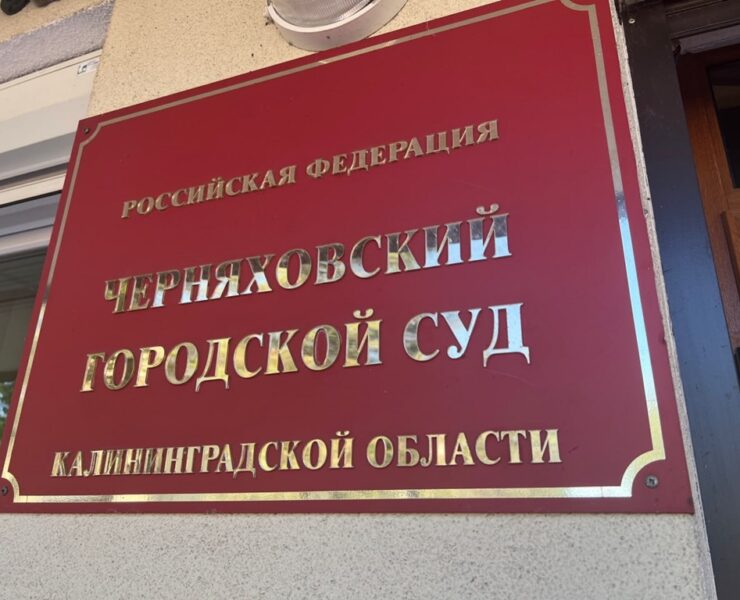 РОССИЙСКАЯ ФЕДЕРАЦИЯ
ЧЕРНЯХОВСКИЙ
ГОРОДСКОЙ СУД
КАЛИНИНГРАДСКОЙ ОБЛАСТИ